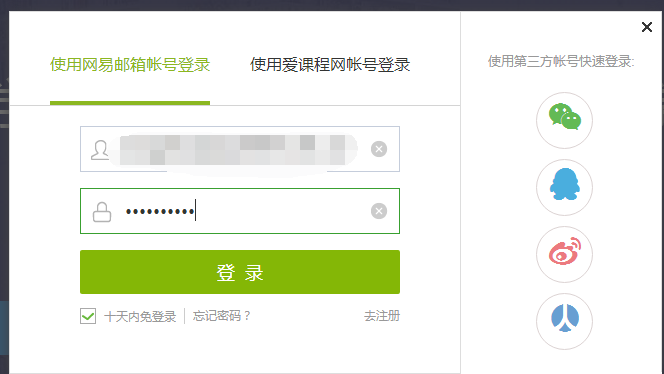 使用网易邮箱帐号登录 使用爱课程网帐号登录
使用第三方帐号快速登录:
••••••••••
登 录
十天内免登录 忘记密码？ 去注册